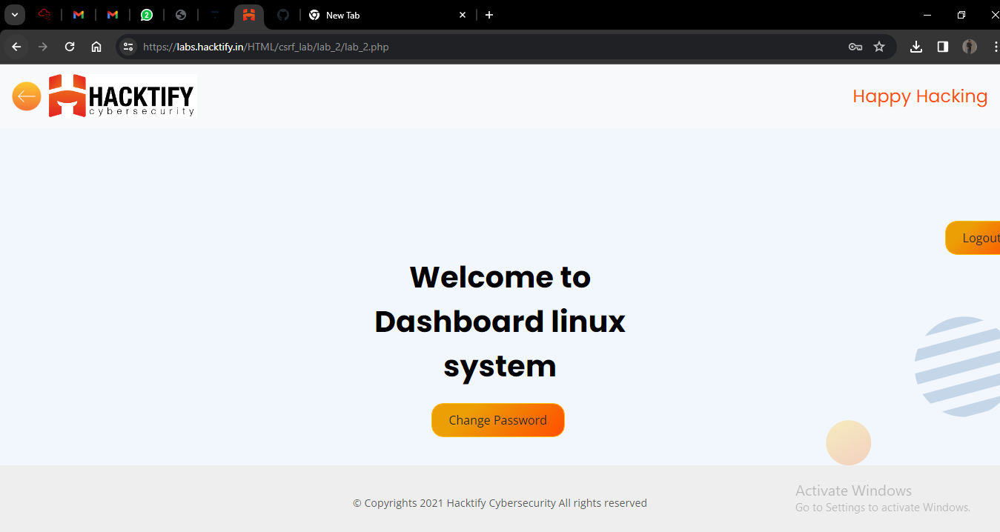 2
New Tab
https://labs.hacktify.in/HTML/csrf_lab/lab_2/lab_2.php
HACKTIFY
cybersecurity
Happy Hacking
Logout
Welcome to
Dashboard linux
system
Change Password
Activate Windows
Go to Settings to activate Windows.
© Copyrights 2021 Hacktify Cybersecurity All rights reserved